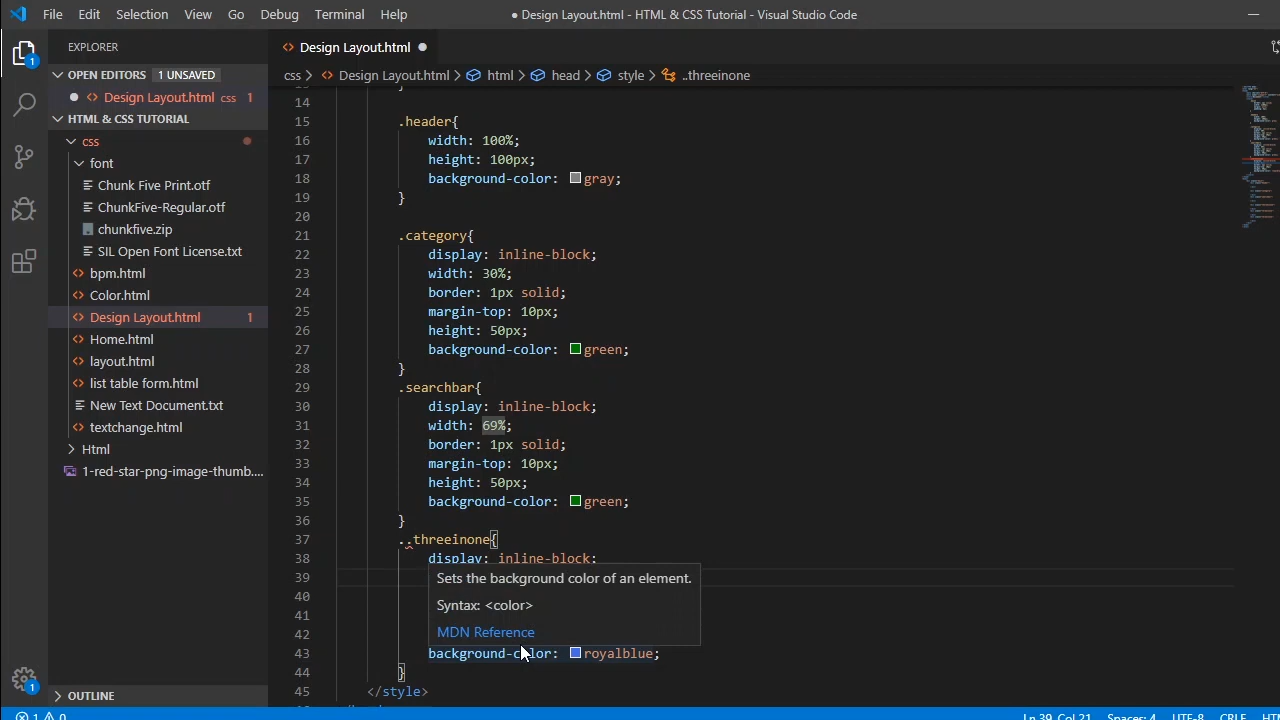 File Edit Selection View Go Debug Terminal Help
● Design Layout.html - HTML & CSS Tutorial - Visual Studio Code
EXPLORER
OPEN EDITORS 1 UNSAVED
Design Layout.html css 1
HTML & CSS TUTORIAL
css
font
Chunk Five Print.otf
ChunkFive-Regular.otf
chunkfive.zip
SIL Open Font License.txt
bpm.html
Color.html
Design Layout.html 1
Home.html
layout.html
list table form.html
New Text Document.txt
textchange.html
Html
1-red-star-png-image-thumb....
OUTLINE
1
1
Design Layout.html
css > Design Layout.html > html > head > style > ..threeinone
14
15 .header{
16 width: 100%;
17 height: 100px;
18 background-color: gray;
19 }
20
21 .category{
22 display: inline-block;
23 width: 30%;
24 border: 1px solid;
25 margin-top: 10px;
26 height: 50px;
27 background-color: green;
28 }
29 .searchbar{
30 display: inline-block;
31 width: 69%;
32 border: 1px solid;
33 margin-top: 10px;
34 height: 50px;
35 background-color: green;
36 }
37 ..threeinone{
38 display: inline-block;
39
40
41
42
Sets the background color of an element.
Syntax: <color>
MDN Reference
43 background-color: royalblue;
44 }
45 </style>
1 0
Ln 39, Col 21 Spaces: 4 UTF-8 CRLF